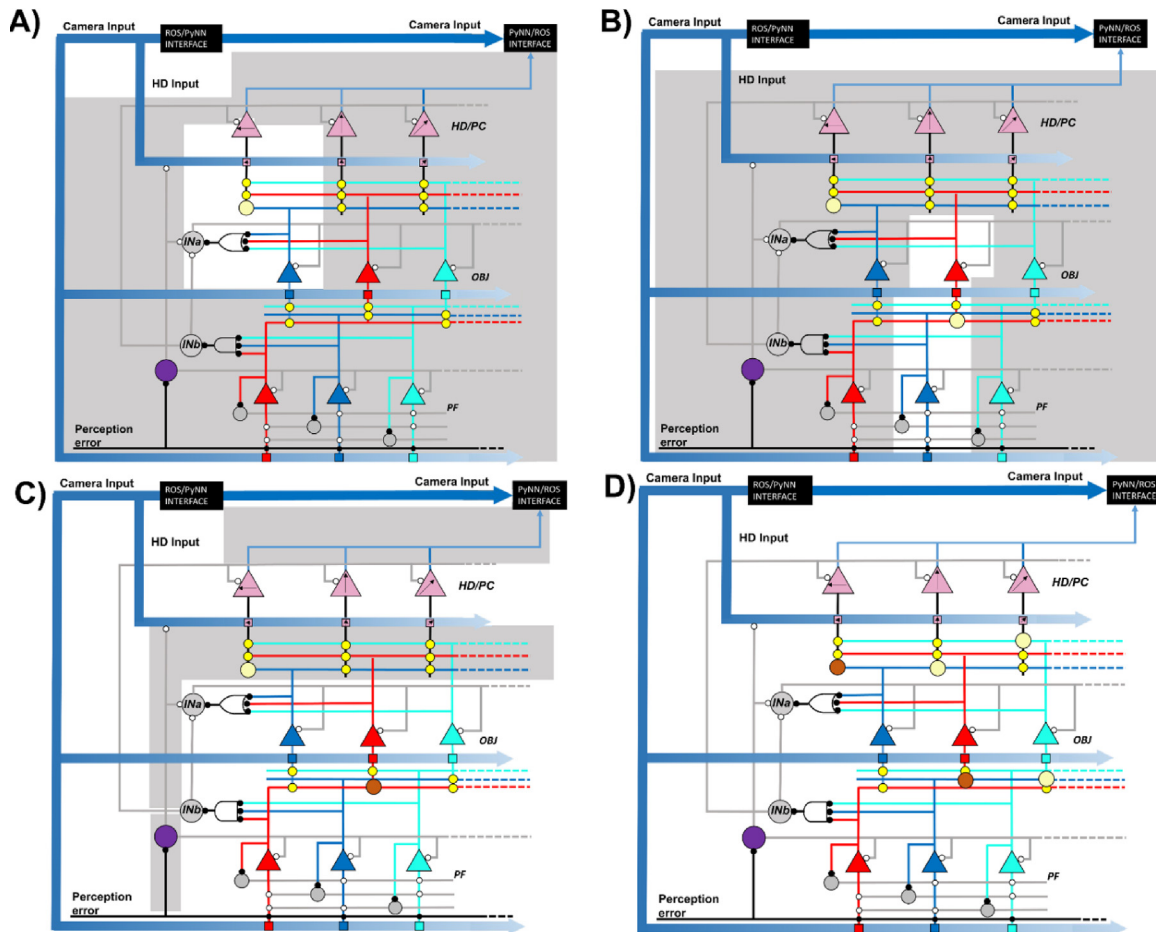 A)
Camera Input
ROS/PyNN
INTERFACE
Camera Input
PyNN/ROS
INTERFACE
HD Input
HD/PC
INa
OBJ
INb
PF
Perception
error
B)
Camera Input
ROS/PyNN
INTERFACE
Camera Input
PyNN/ROS
INTERFACE
HD Input
HD/PC
INa
OBJ
INb
PF
Perception
error
C)
Camera Input
ROS/PyNN
INTERFACE
Camera Input
PyNN/ROS
INTERFACE
HD Input
HD/PC
INa
OBJ
INb
PF
Perception
error
D)
Camera Input
ROS/PyNN
INTERFACE
Camera Input
PyNN/ROS
INTERFACE
HD Input
HD/PC
INa
OBJ
INb
PF
Perception
error